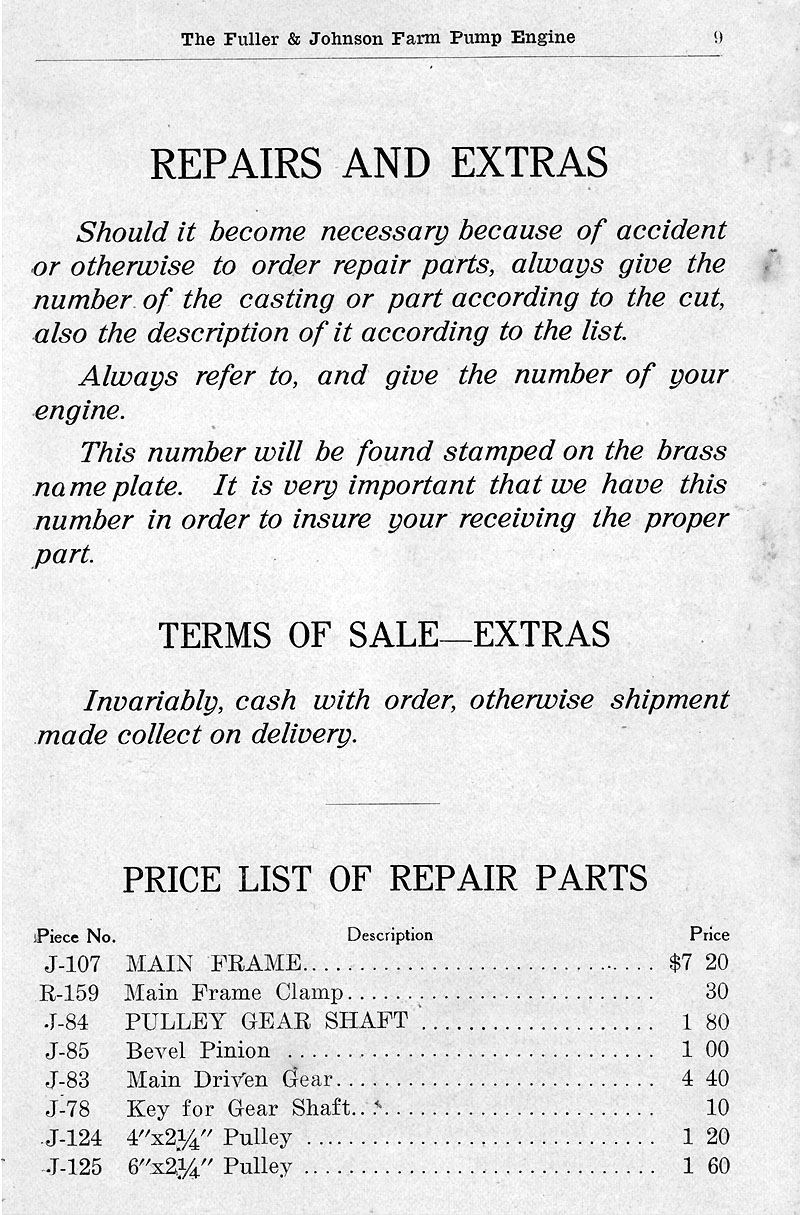 The Fuller & Johnson Farm Pump Engine 9
REPAIRS AND EXTRAS
Should it become necessary because of accident
or otherwise to order repair parts, always give the
number of the casting or part according to the cut,
also the description of it according to the list.
Always refer to, and give the number of your
engine.
This number will be found stamped on the brass
name plate. It is very important that we have this
number in order to insure your receiving the proper
part.
TERMS OF SALE—EXTRAS
Invariably, cash with order, otherwise shipment
made collect on delivery.
PRICE LIST OF REPAIR PARTS
Piece No. Description Price
J-107 MAIN FRAME........................ $7 20
R-159 Main Frame Clamp........................ 30
J-84 PULLEY GEAR SHAFT ..................... 1 80
J-85 Bevel Pinion ................................. 1 00
J-83 Main Driven Gear............................. 4 40
J-78 Key for Gear Shaft........................... 10
J-124 4"x2¼" Pulley ............................... 1 20
J-125 6"x2¼" Pulley ............................... 1 60